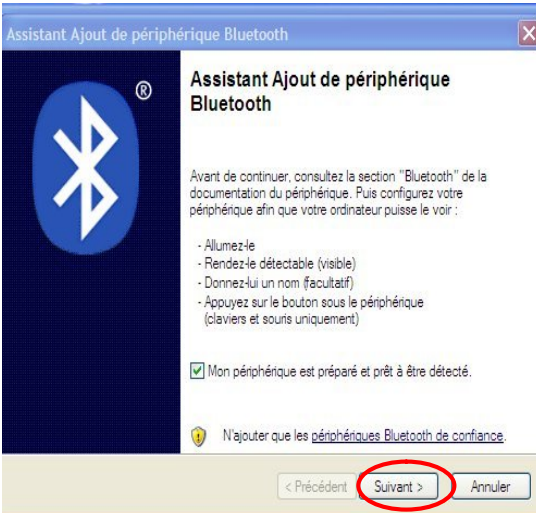 Assistant Ajout de périphérique Bluetooth
®
Assistant Ajout de périphérique
Bluetooth
Avant de continuer, consultez la section "Bluetooth" de la
documentation du périphérique. Puis configurez votre
périphérique afin que votre ordinateur puisse le voir :
- Allumez-le
- Rendez-le détectable (visible)
- Donnez-lui un nom (facultatif)
- Appuyez sur le bouton sous le périphérique
(claviers et souris uniquement)
Mon périphérique est préparé et prêt à être détecté.
N'ajouter que les périphériques Bluetooth de confiance.
< Précédent Suivant > Annuler